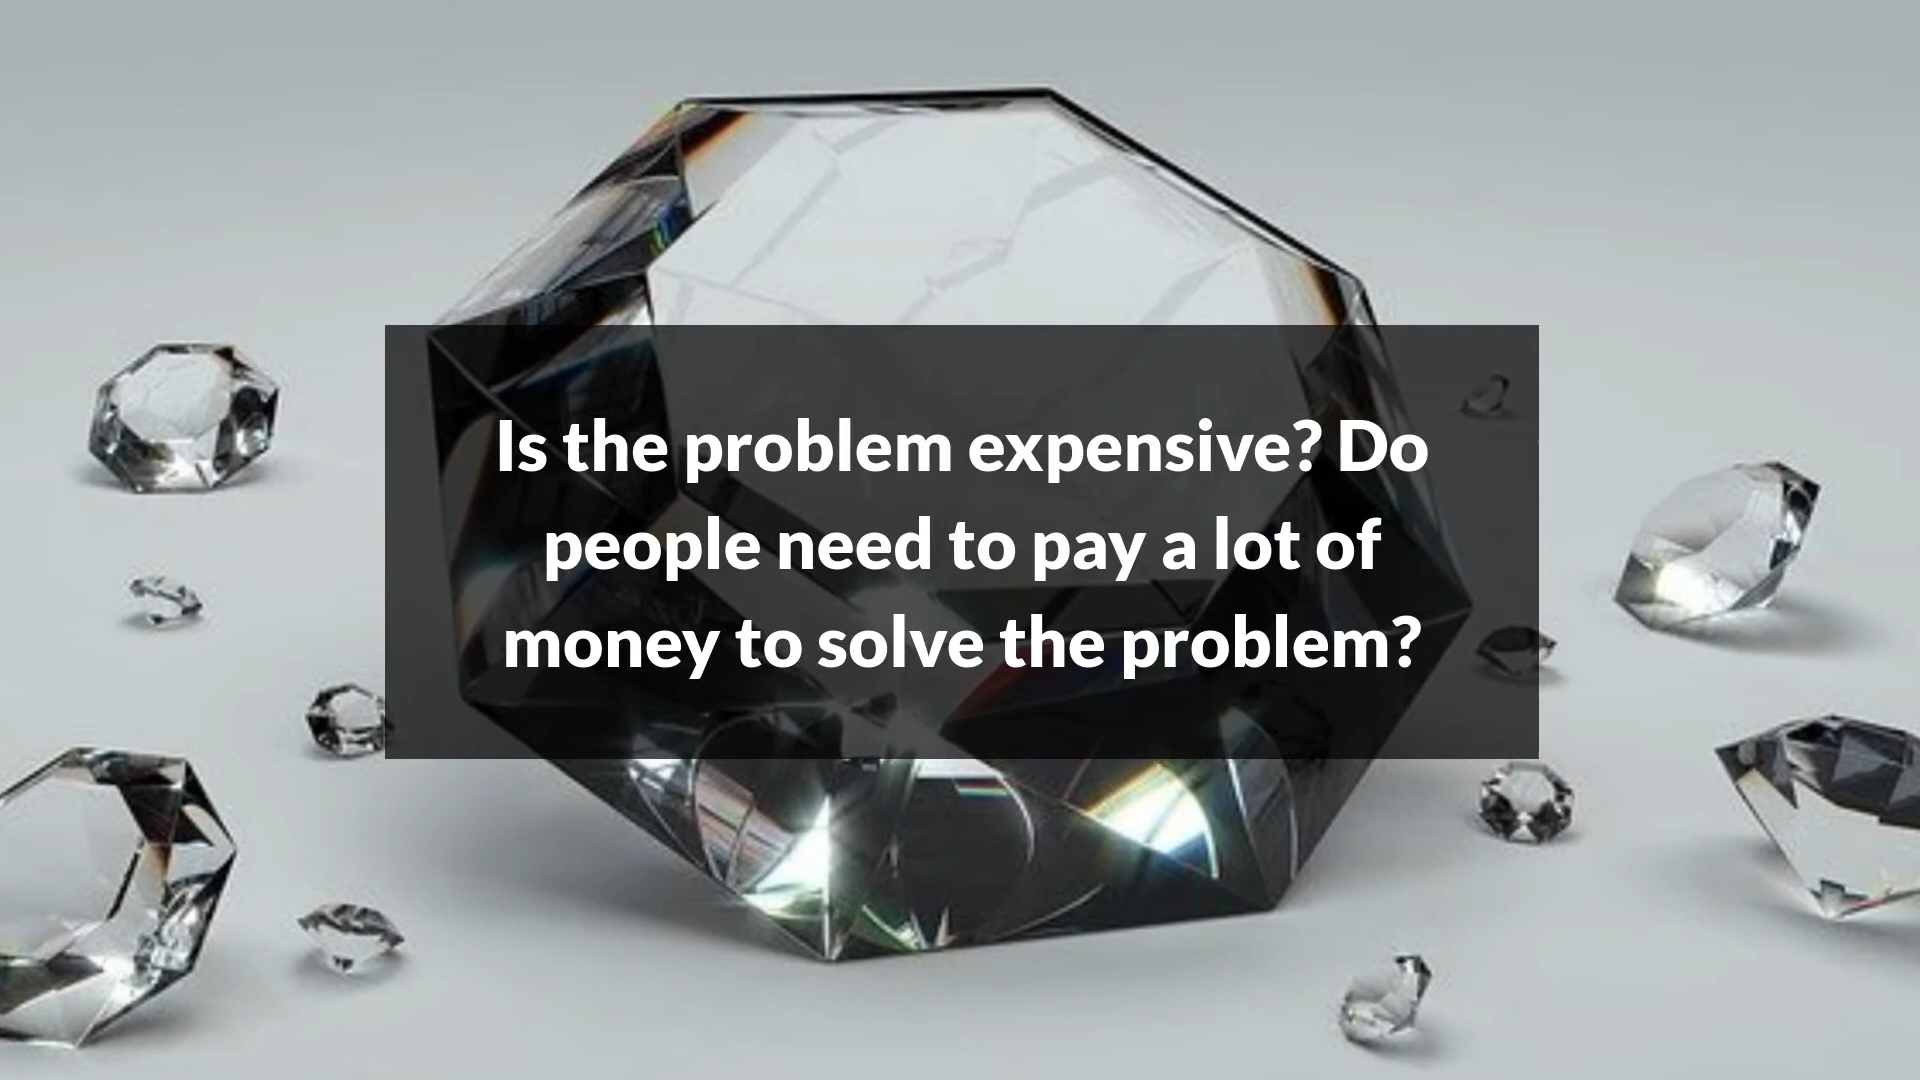 Is the problem expensive? Do
people need to pay a lot of
money to solve the problem?